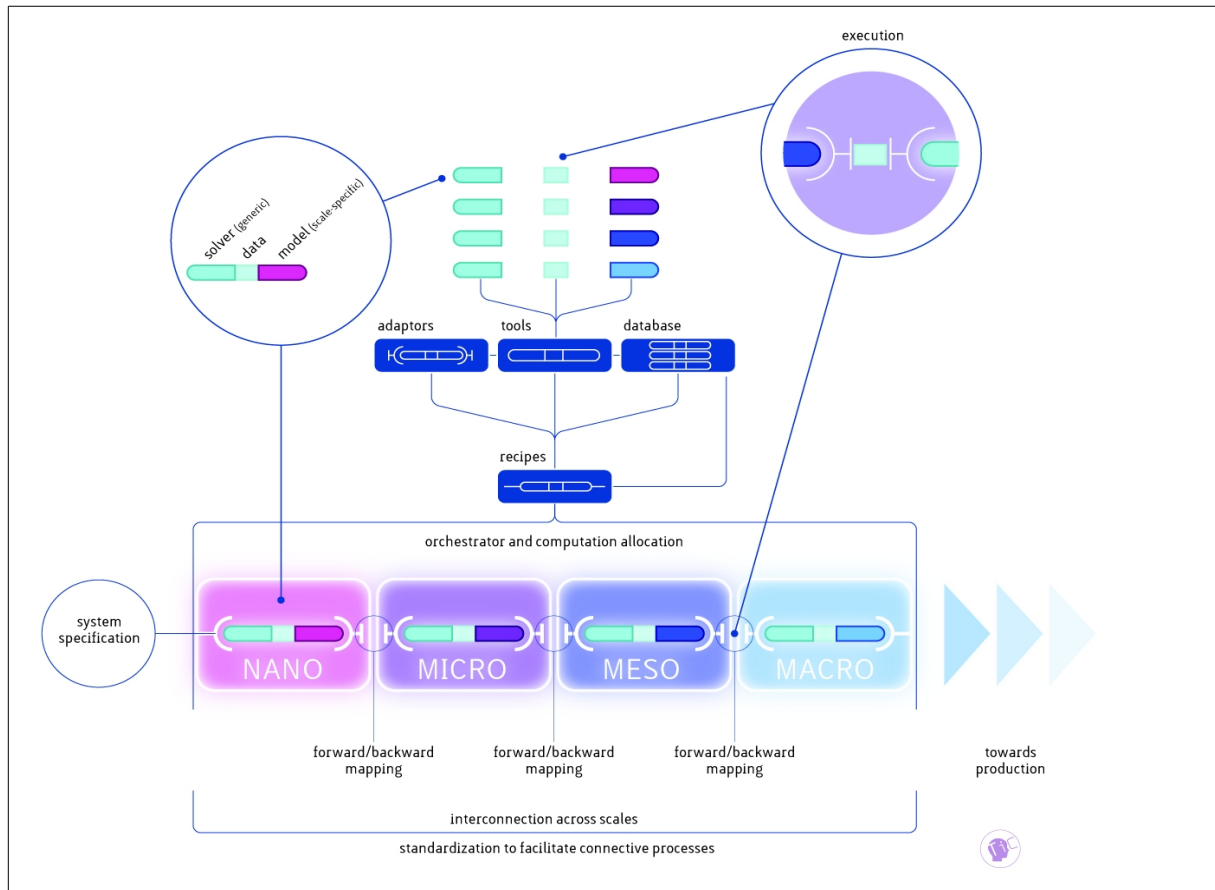 execution
solver (generic)
data
model (scale-specific)
adaptors
tools
database
recipes
orchestrator and computation allocation
system
specification
NANO
MICRO
MESO
MACRO
forward/backward
mapping
forward/backward
mapping
forward/backward
mapping
towards
production
interconnection across scales
standardization to facilitate connective processes